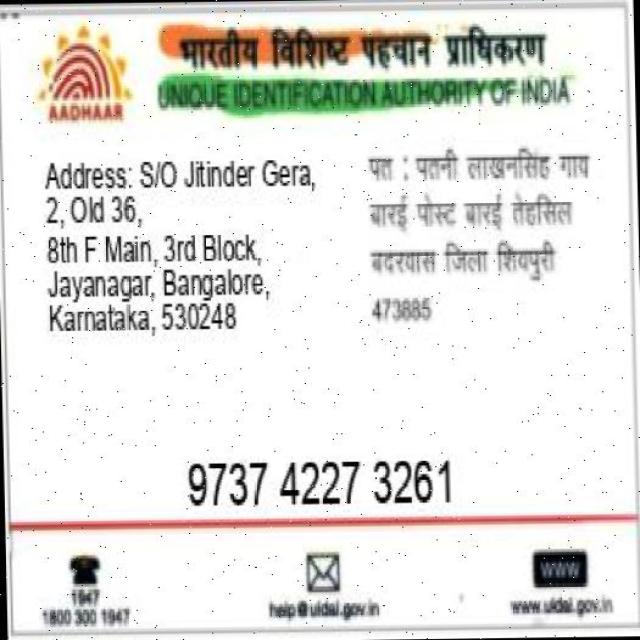 भारतीय विशिष्ट पहचान प्राधिकरण
UNIQUE IDENTIFICATION AUTHORITY OF INDIA
AADHAAR
Address: S/O Jitinder Gera,
2, Old 36,
8th F Main, 3rd Block,
Jayanagar, Bangalore,
Karnataka, 530248
पत : पतनी लाखनसिंह गाव
बारई पोस्ट बारई तेहसिल
बदरवास जिला शिवपुरी
473885
9737 4227 3261
1947
1800 300 1947
help@uidai.gov.in
WWW
www.uidai.gov.in